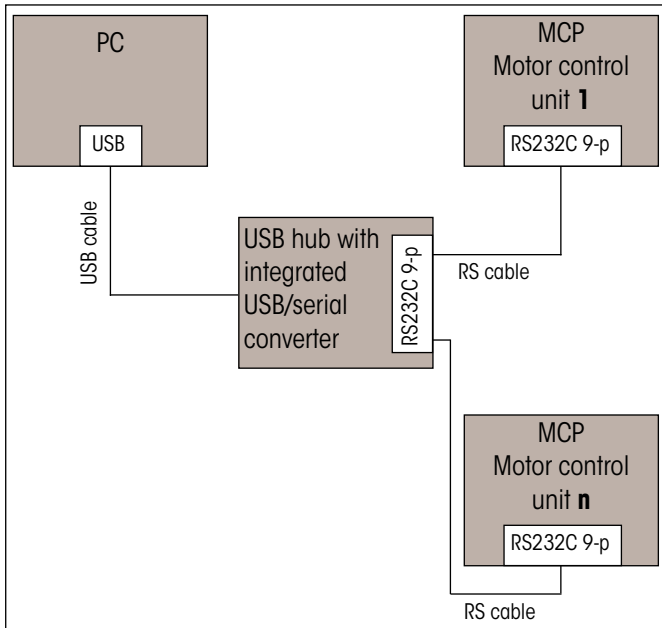 PC
USB
USB cable
MCP
Motor control
unit 1
RS232C 9-p
USB hub with
integrated
USB/serial
converter
RS232C 9-p
RS cable
MCP
Motor control
unit n
RS232C 9-p
RS cable